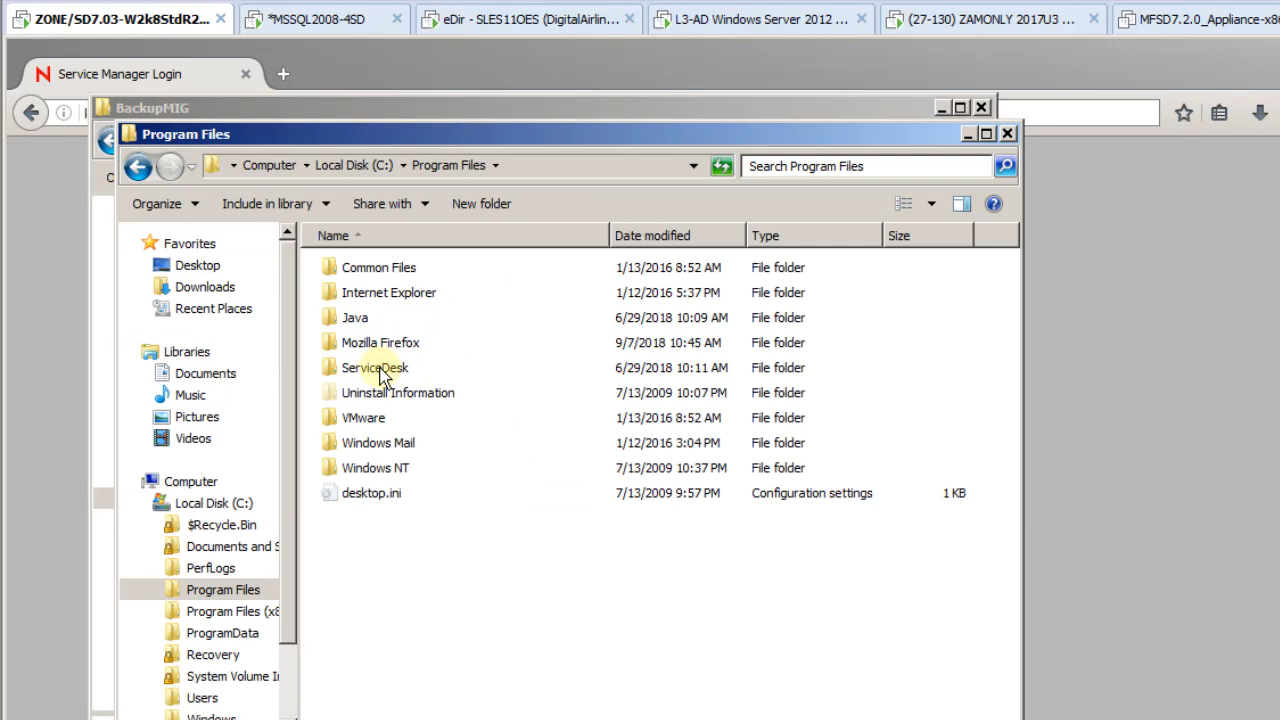 ZONE/SD7.03-W2k8StdR2...
*MSSQL2008-4SD
eDir - SLES11OES (DigitalAirlin...
L3-AD Windows Server 2012 ...
(27-130) ZAMONLY 2017U3 ...
MFSD7.2.0_Appliance-x8
Service Manager Login
BackupMIG
Program Files
Computer
Local Disk (C:)
Program Files
Search Program Files
Organize
Include in library
Share with
New folder
Name
Date modified
Type
Size
Favorites
Desktop
Downloads
Recent Places
Libraries
Documents
Music
Pictures
Videos
Computer
Local Disk (C:)
$Recycle.Bin
Documents and S
PerfLogs
Program Files
Program Files (x8
ProgramData
Recovery
System Volume I
Users
Windows
Common Files 1/13/2016 8:52 AM File folder
Internet Explorer 1/12/2016 5:37 PM File folder
Java 6/29/2018 10:09 AM File folder
Mozilla Firefox 9/7/2018 10:45 AM File folder
ServiceDesk 6/29/2018 10:11 AM File folder
Uninstall Information 7/13/2009 10:07 PM File folder
VMware 1/13/2016 8:52 AM File folder
Windows Mail 1/12/2016 3:04 PM File folder
Windows NT 7/13/2009 10:37 PM File folder
desktop.ini 7/13/2009 9:57 PM Configuration settings 1 KB